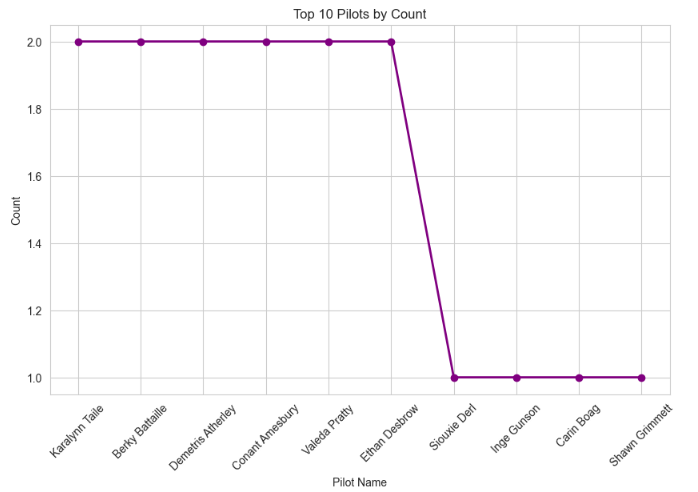 Top 10 Pilots by Count
Count
2.0
1.8
1.6
1.4
1.2
1.0
Karalynn Taile
Berky Battaille
Demetris Atherley
Conant Amesbury
Valeda Pratty
Ethan Desbrow
Siouxie Derl
Inge Gunson
Carin Boag
Shawn Grimmett
Pilot Name